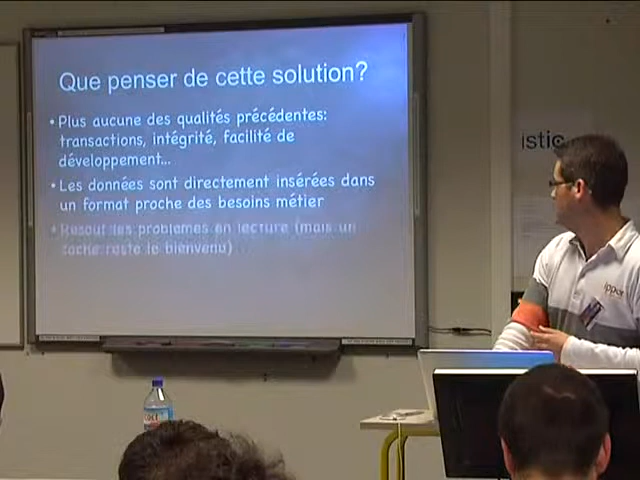 Que penser de cette solution?
• Plus aucune des qualités précédentes:
transactions, intégrité, facilité de
développement...
• Les données sont directement insérées dans
un format proche des besoins métier
• Résout les problèmes en lecture (mais un
cache reste le bienvenu)
istic
ippon